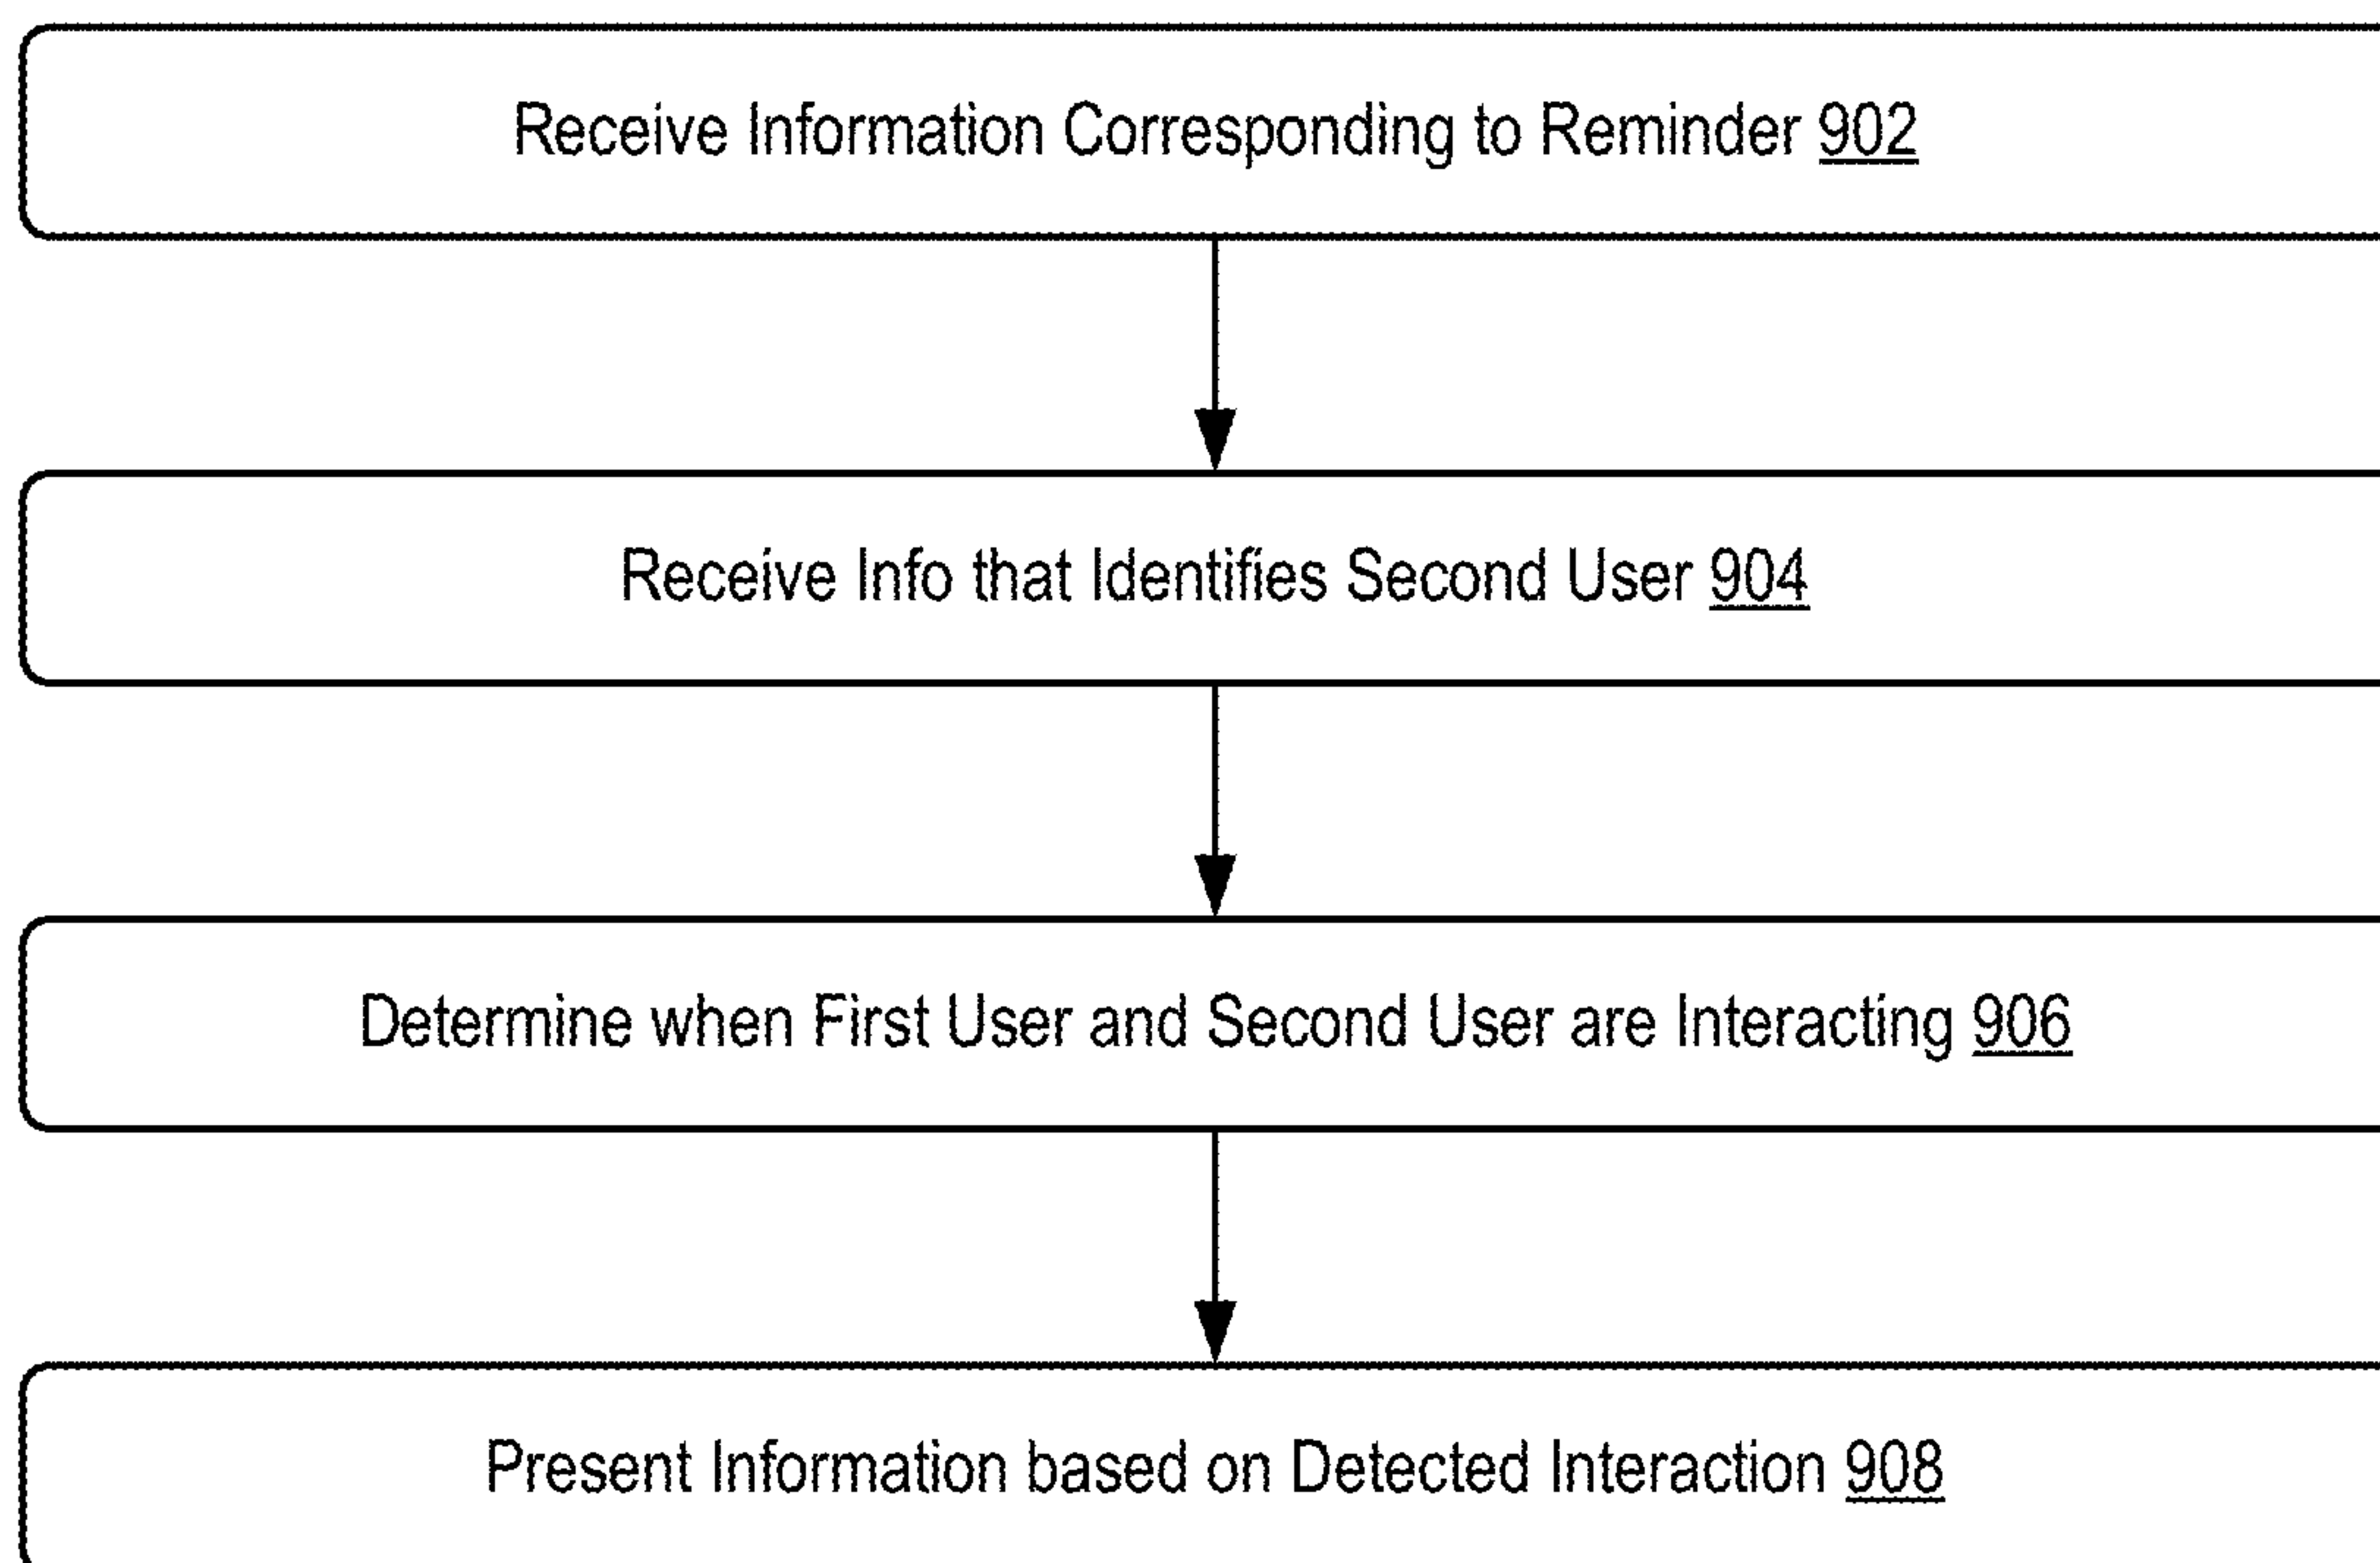 Receive Information Corresponding to Reminder 902
Receive Info that Identifies Second User 904
Determine when First User and Second User are Interacting 906
Present Information based on Detected Interaction 908